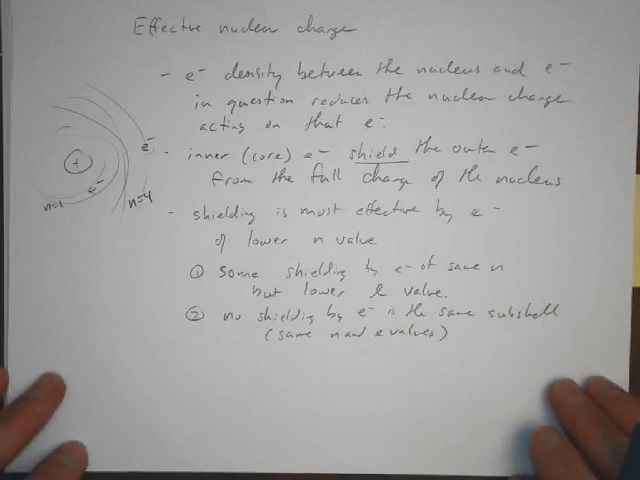 Effective nuclear charge
- e⁻ density between the nucleus and e⁻
in question reduces the nuclear charge
acting on that e⁻.
- inner (core) e⁻ shield the outer e⁻
from the full charge of the nucleus
- shielding is most effective by e⁻
of lower n value
① some shielding by e⁻ of same n
but lower l value.
② no shielding by e⁻ is the same subshell
(same n and l values)
e⁻
+
e⁻
n=1
n=4